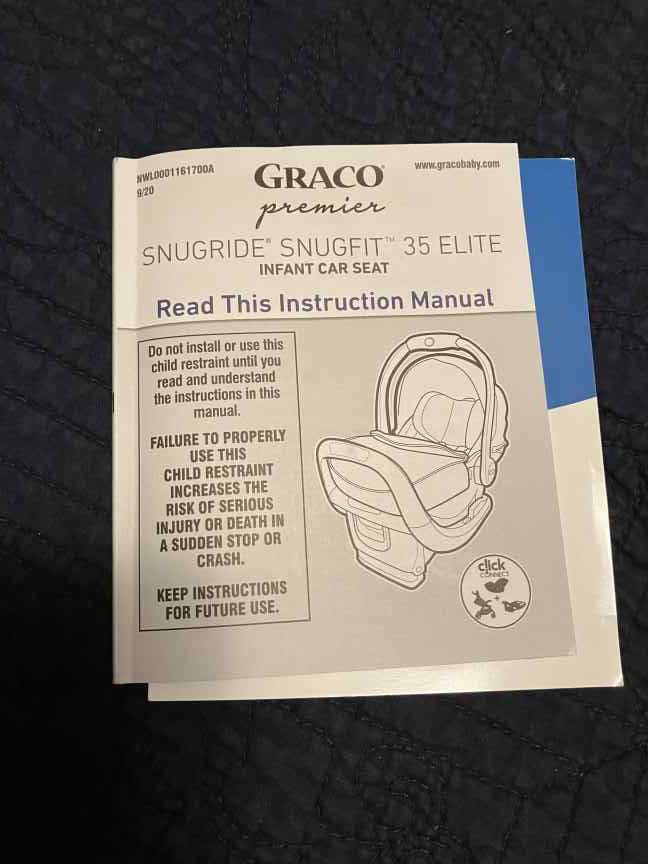 NWL0001161700A
9/20
GRACO®
www.gracobaby.com
premier
SNUGRIDE® SNUGFIT™ 35 ELITE
INFANT CAR SEAT
Read This Instruction Manual
Do not install or use this
child restraint until you
read and understand
the instructions in this
manual.
FAILURE TO PROPERLY
USE THIS
CHILD RESTRAINT
INCREASES THE
RISK OF SERIOUS
INJURY OR DEATH IN
A SUDDEN STOP OR
CRASH.
KEEP INSTRUCTIONS
FOR FUTURE USE.
click
CONNECT
+